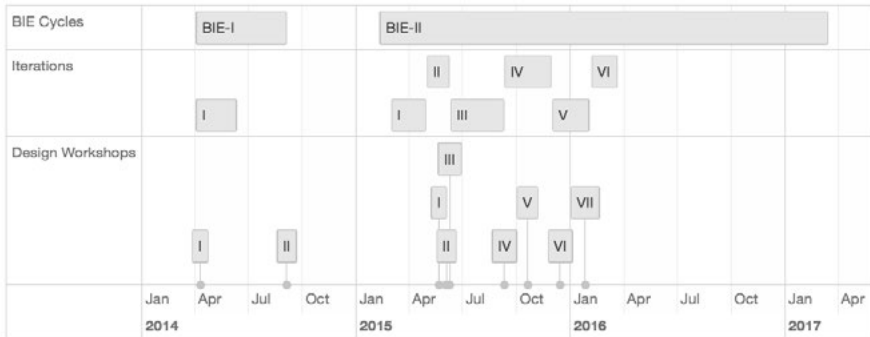 BIE Cycles
BIE-I
BIE-II
Iterations
II
IV
VI
I
I
III
V
Design Workshops
III
I
V
VII
I
II
II
IV
VI
Jan Apr Jul Oct Jan Apr Jul Oct Jan Apr Jul Oct Jan Apr
2014 2015 2016 2017